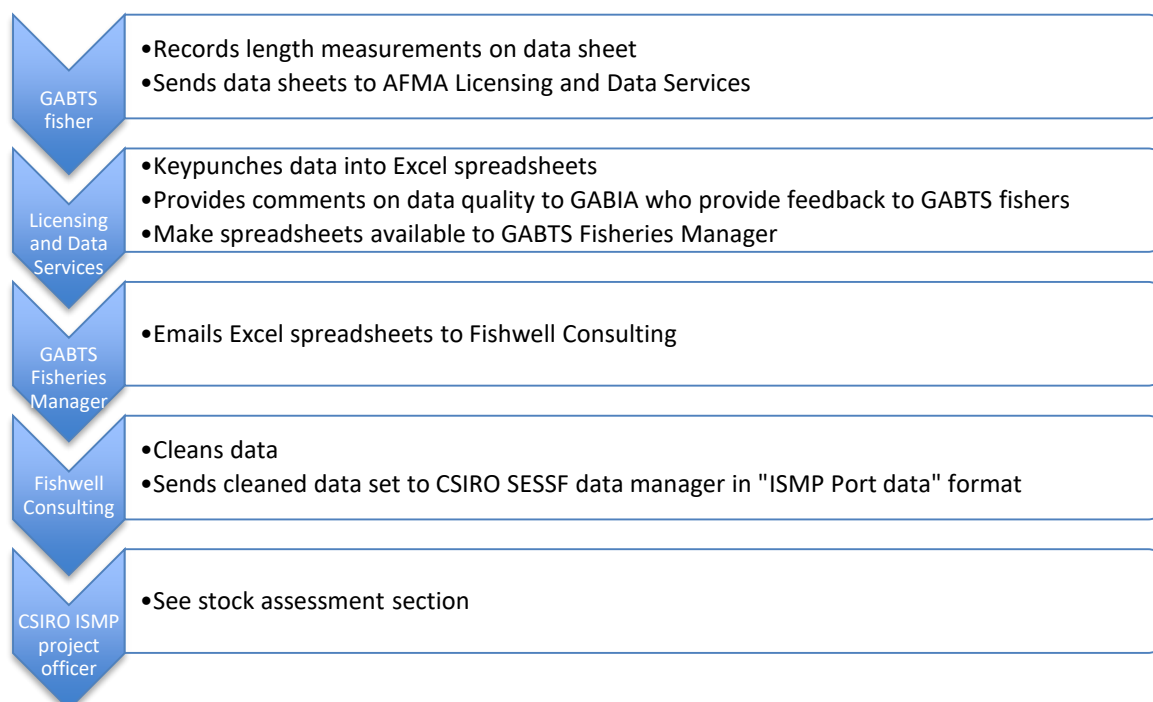 •Records length measurements on data sheet
•Sends data sheets to AFMA Licensing and Data Services
GABTS
fisher
•Keypunches data into Excel spreadsheets
•Provides comments on data quality to GABIA who provide feedback to GABTS fishers
•Make spreadsheets available to GABTS Fisheries Manager
Licensing
and Data
Services
•Emails Excel spreadsheets to Fishwell Consulting
GABTS
Fisheries
Manager
•Cleans data
•Sends cleaned data set to CSIRO SESSF data manager in "ISMP Port data" format
Fishwell
Consulting
•See stock assessment section
CSIRO ISMP
project
officer